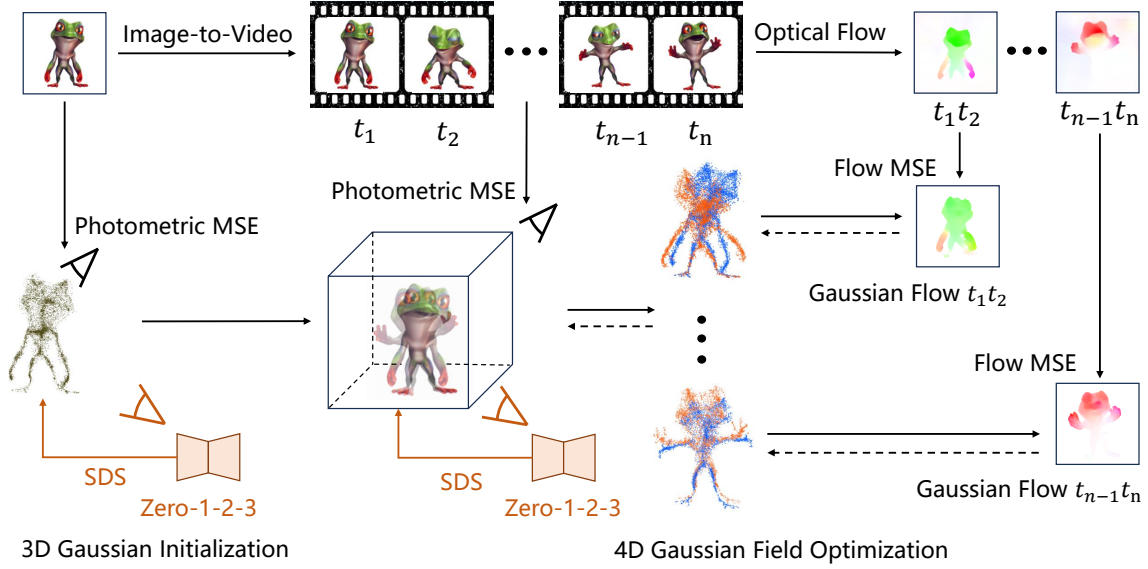 Image-to-Video
Optical Flow
t₁
t₂
tₙ₋₁
tₙ
t₁t₂
tₙ₋₁tₙ
Photometric MSE
Photometric MSE
Flow MSE
Gaussian Flow t₁t₂
Flow MSE
SDS
Zero-1-2-3
SDS
Zero-1-2-3
Gaussian Flow tₙ₋₁tₙ
3D Gaussian Initialization
4D Gaussian Field Optimization